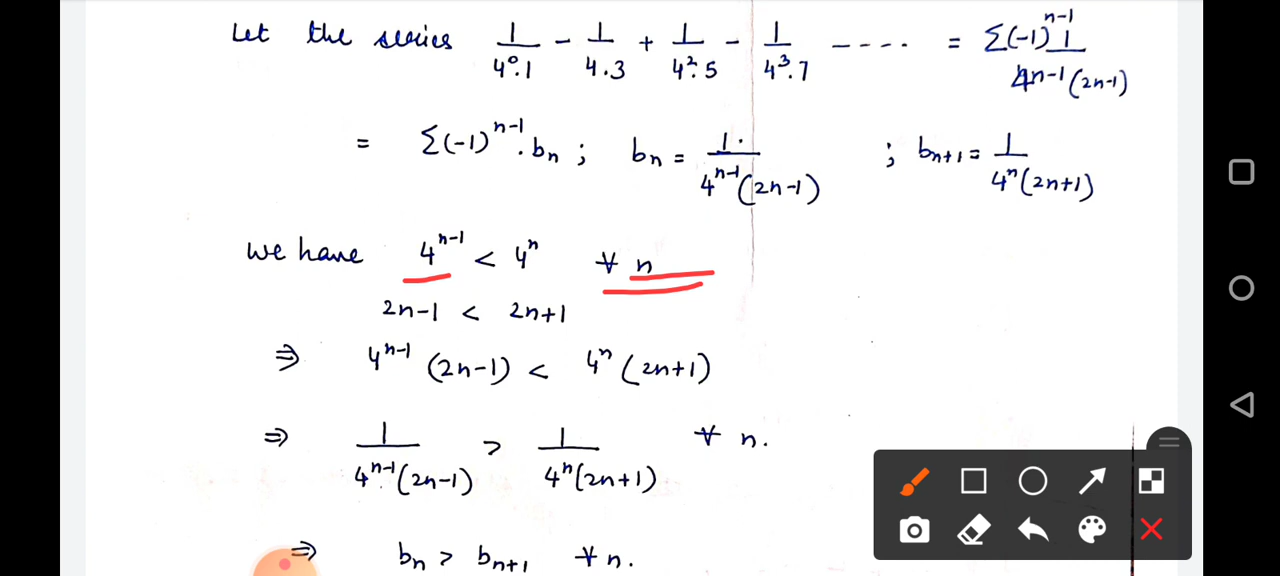 Let the series 1/4⁰.1 − 1/4.3 + 1/4².5 − 1/4³.7 ---- = Σ(−1)ⁿ⁻¹ 1/4n−1(2n−1)
= Σ(−1)ⁿ⁻¹.bₙ ; bₙ = 1/4ⁿ⁻¹(2n−1) ; bₙ₊₁ = 1/4ⁿ(2n+1)
We have 4ⁿ⁻¹ < 4ⁿ ∀ n
2n−1 < 2n+1
⇒ 4ⁿ⁻¹ (2n−1) < 4ⁿ (2n+1)
⇒ 1/4ⁿ⁻¹(2n−1) > 1/4ⁿ(2n+1) ∀ n.
⇒ bₙ > bₙ₊₁ ∀ n.